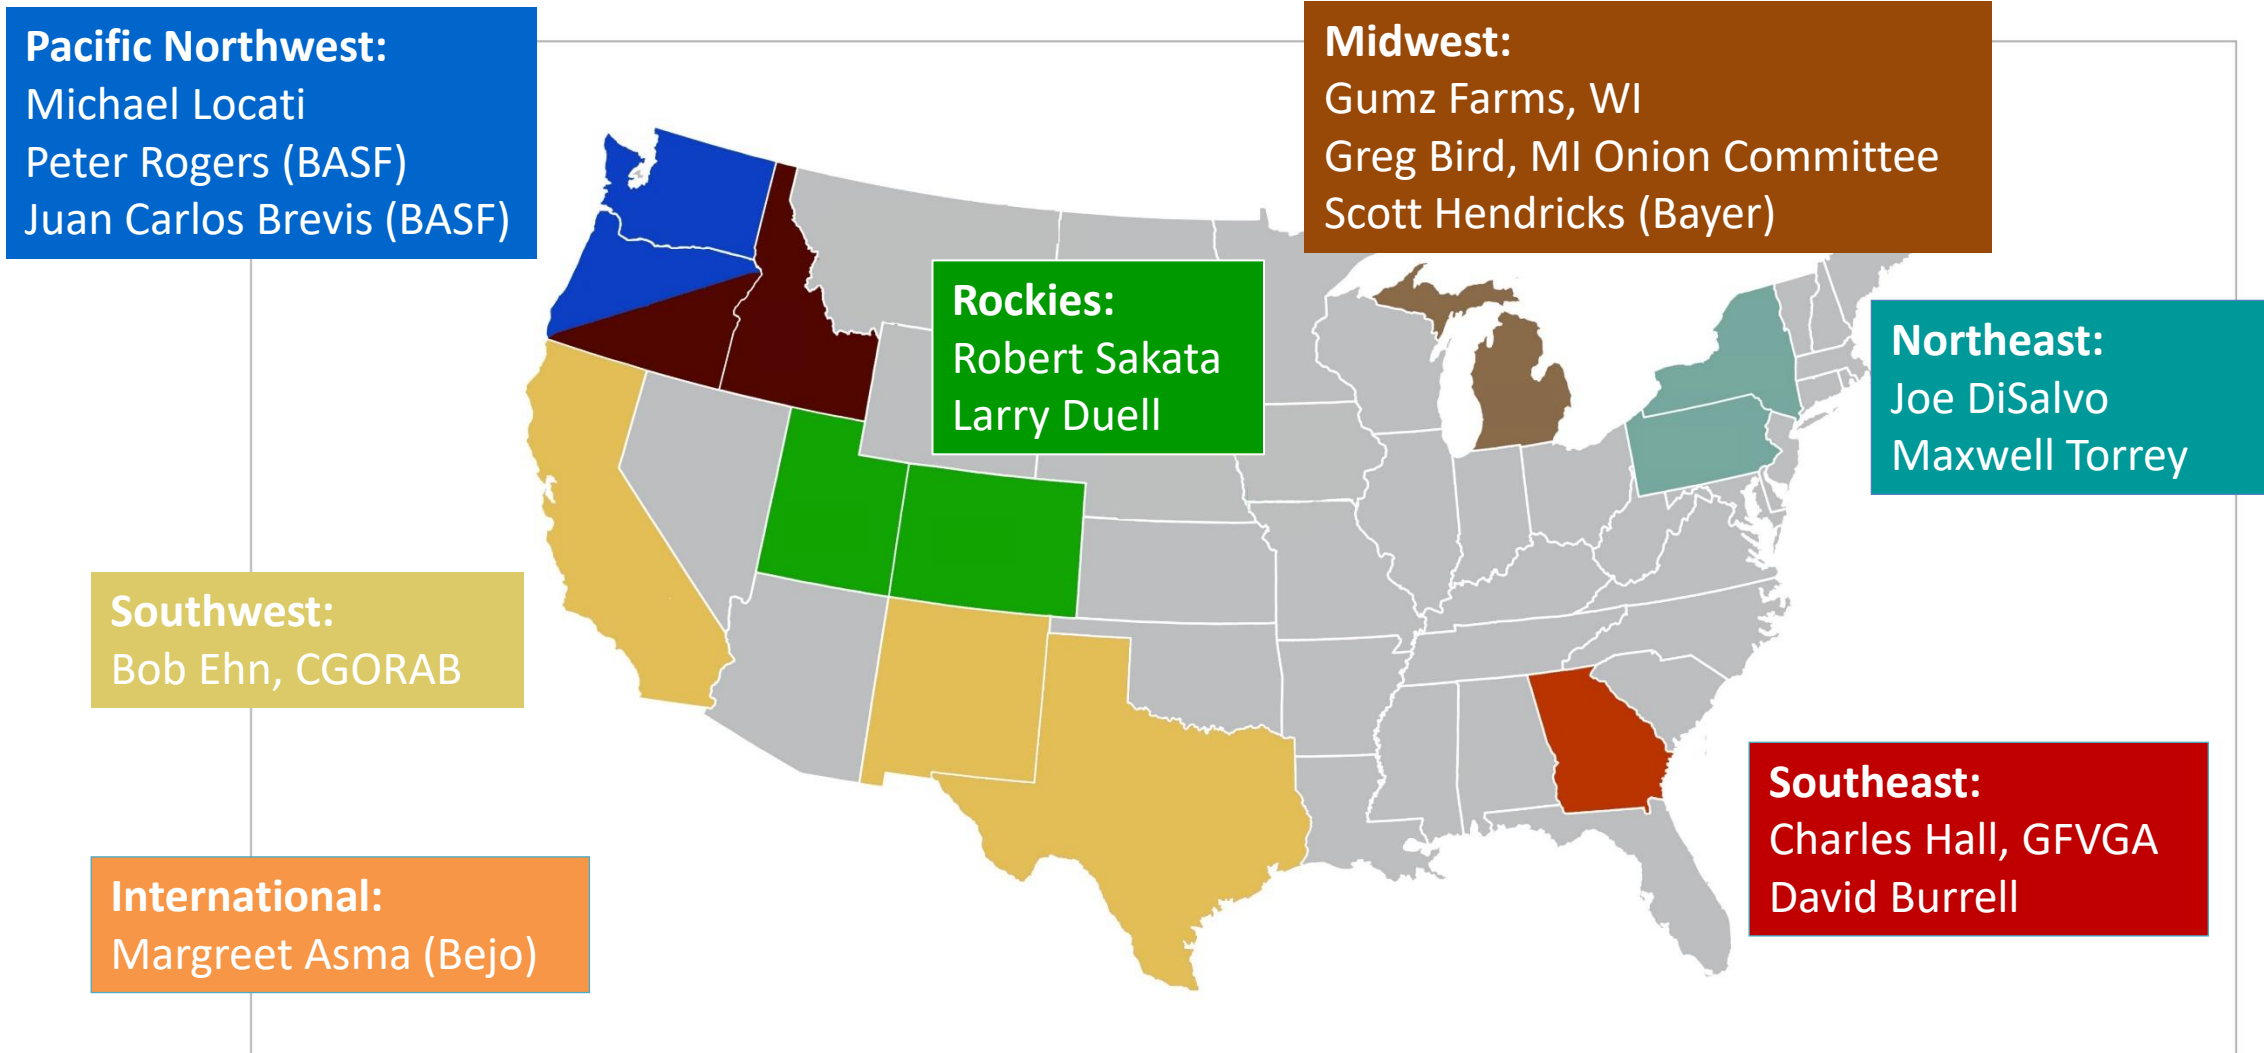 Pacific Northwest:
Michael Locati
Peter Rogers (BASF)
Juan Carlos Brevis (BASF)
Midwest:
Gumz Farms, WI
Greg Bird, MI Onion Committee
Scott Hendricks (Bayer)
Rockies:
Robert Sakata
Larry Duell
Northeast:
Joe DiSalvo
Maxwell Torrey
Southwest:
Bob Ehn, CGORAB
Southeast:
Charles Hall, GFVGA
David Burrell
International:
Margreet Asma (Bejo)